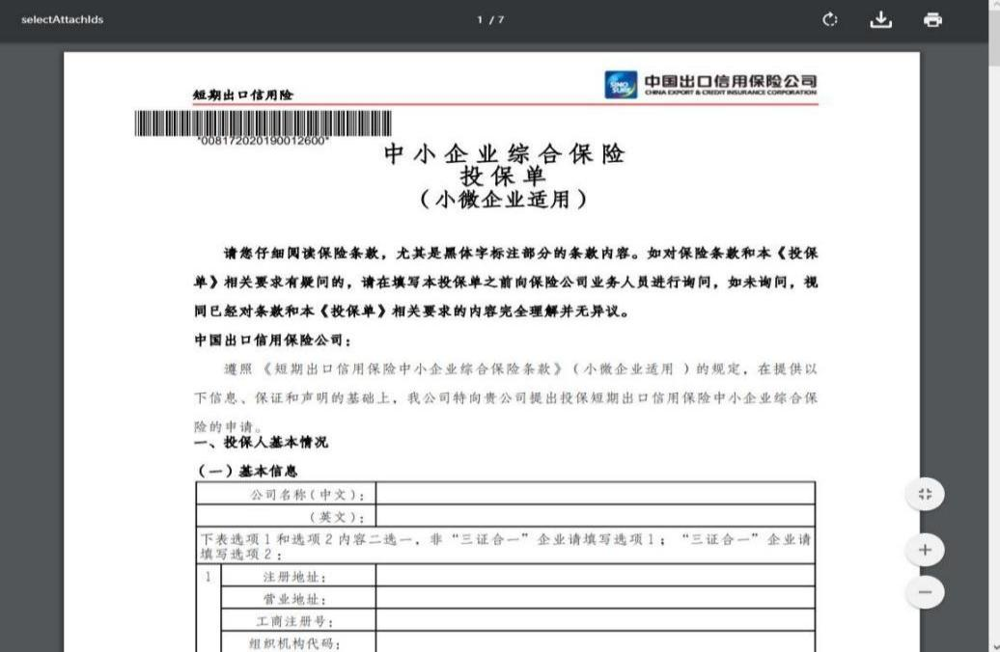 selectAttachIds
1 / 7
短期出口信用险
SINO
SURE
中国出口信用保险公司
CHINA EXPORT & CREDIT INSURANCE CORPORATION
*008172020190012600*
中小企业综合保险
投保单
（小微企业适用）
请您仔细阅读保险条款，尤其是黑体字标注部分的条款内容。如对保险条款和本《投保
单》相关要求有疑问的，请在填写本投保单之前向保险公司业务人员进行询问，如未询问，视
同已经对条款和本《投保单》相关要求的内容完全理解并无异议。
中国出口信用保险公司：
遵照《短期出口信用保险中小企业综合保险条款》（小微企业适用 ）的规定，在提供以
下信息、保证和声明的基础上，我公司特向贵公司提出投保短期出口信用保险中小企业综合保
险的申请。
一、投保人基本情况
（一）基本信息
公司名称（中文）：
（英文）：
下表选项1和选项2内容二选一，非“三证合一”企业请填写选项1；“三证合一”企业请
填写选项2：
1 注册地址：
营业地址：
工商注册号：
组织机构代码：